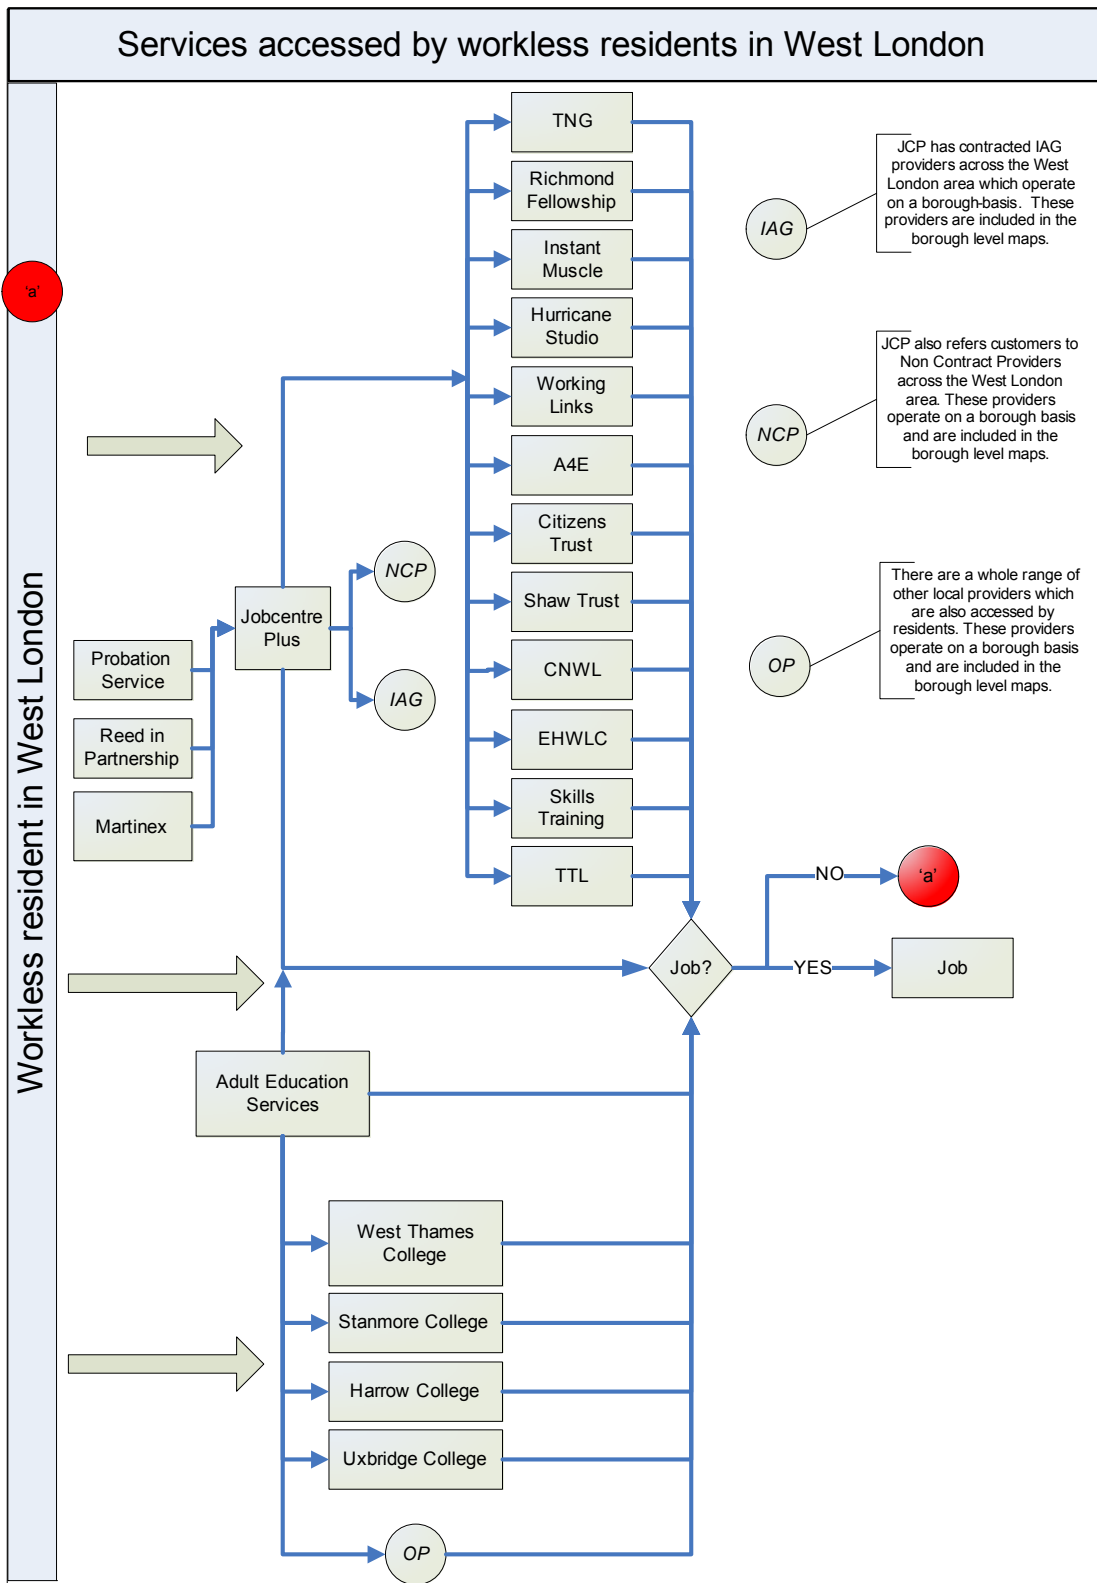 Services accessed by workless residents in West London
Workless resident in West London
'a'
TNG
Richmond
Fellowship
Instant
Muscle
Hurricane
Studio
Working
Links
A4E
Citizens
Trust
Shaw Trust
CNWL
EHWLC
Skills
Training
TTL
IAG
JCP has contracted IAG
providers across the West
London area which operate
on a borough-basis. These
providers are included in the
borough level maps.
NCP
JCP also refers customers to
Non Contract Providers
across the West London
area. These providers
operate on a borough basis
and are included in the
borough level maps.
OP
There are a whole range of
other local providers which
are also accessed by
residents. These providers
operate on a borough basis
and are included in the
borough level maps.
Jobcentre
Plus
NCP
IAG
Probation
Service
Reed in
Partnership
Martinex
Job?
NO
'a'
YES
Job
Adult Education
Services
West Thames
College
Stanmore College
Harrow College
Uxbridge College
OP